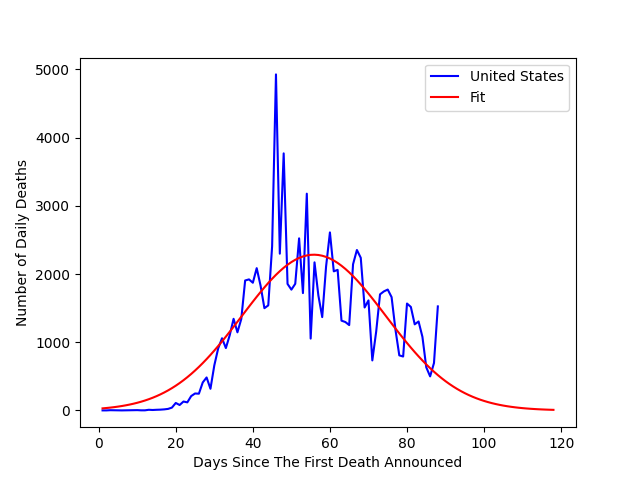 United States
Fit
5000
4000
3000
2000
1000
0
Number of Daily Deaths
0 20 40 60 80 100 120
Days Since The First Death Announced